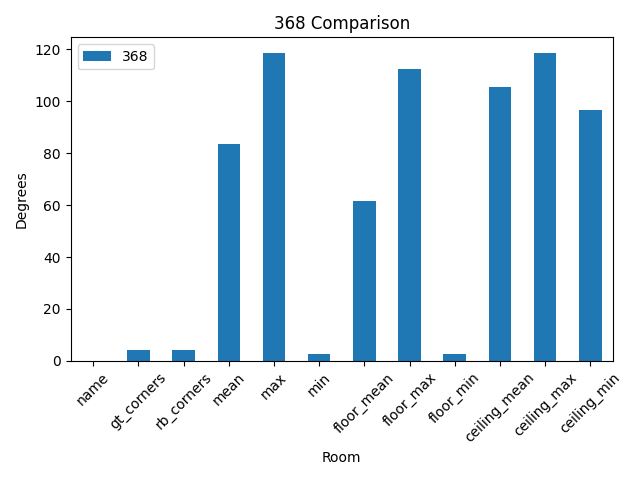 368 Comparison
368
120
100
80
60
40
20
0
Degrees
name
gt_corners
rb_corners
mean
max
min
floor_mean
floor_max
floor_min
ceiling_mean
ceiling_max
ceiling_min
Room